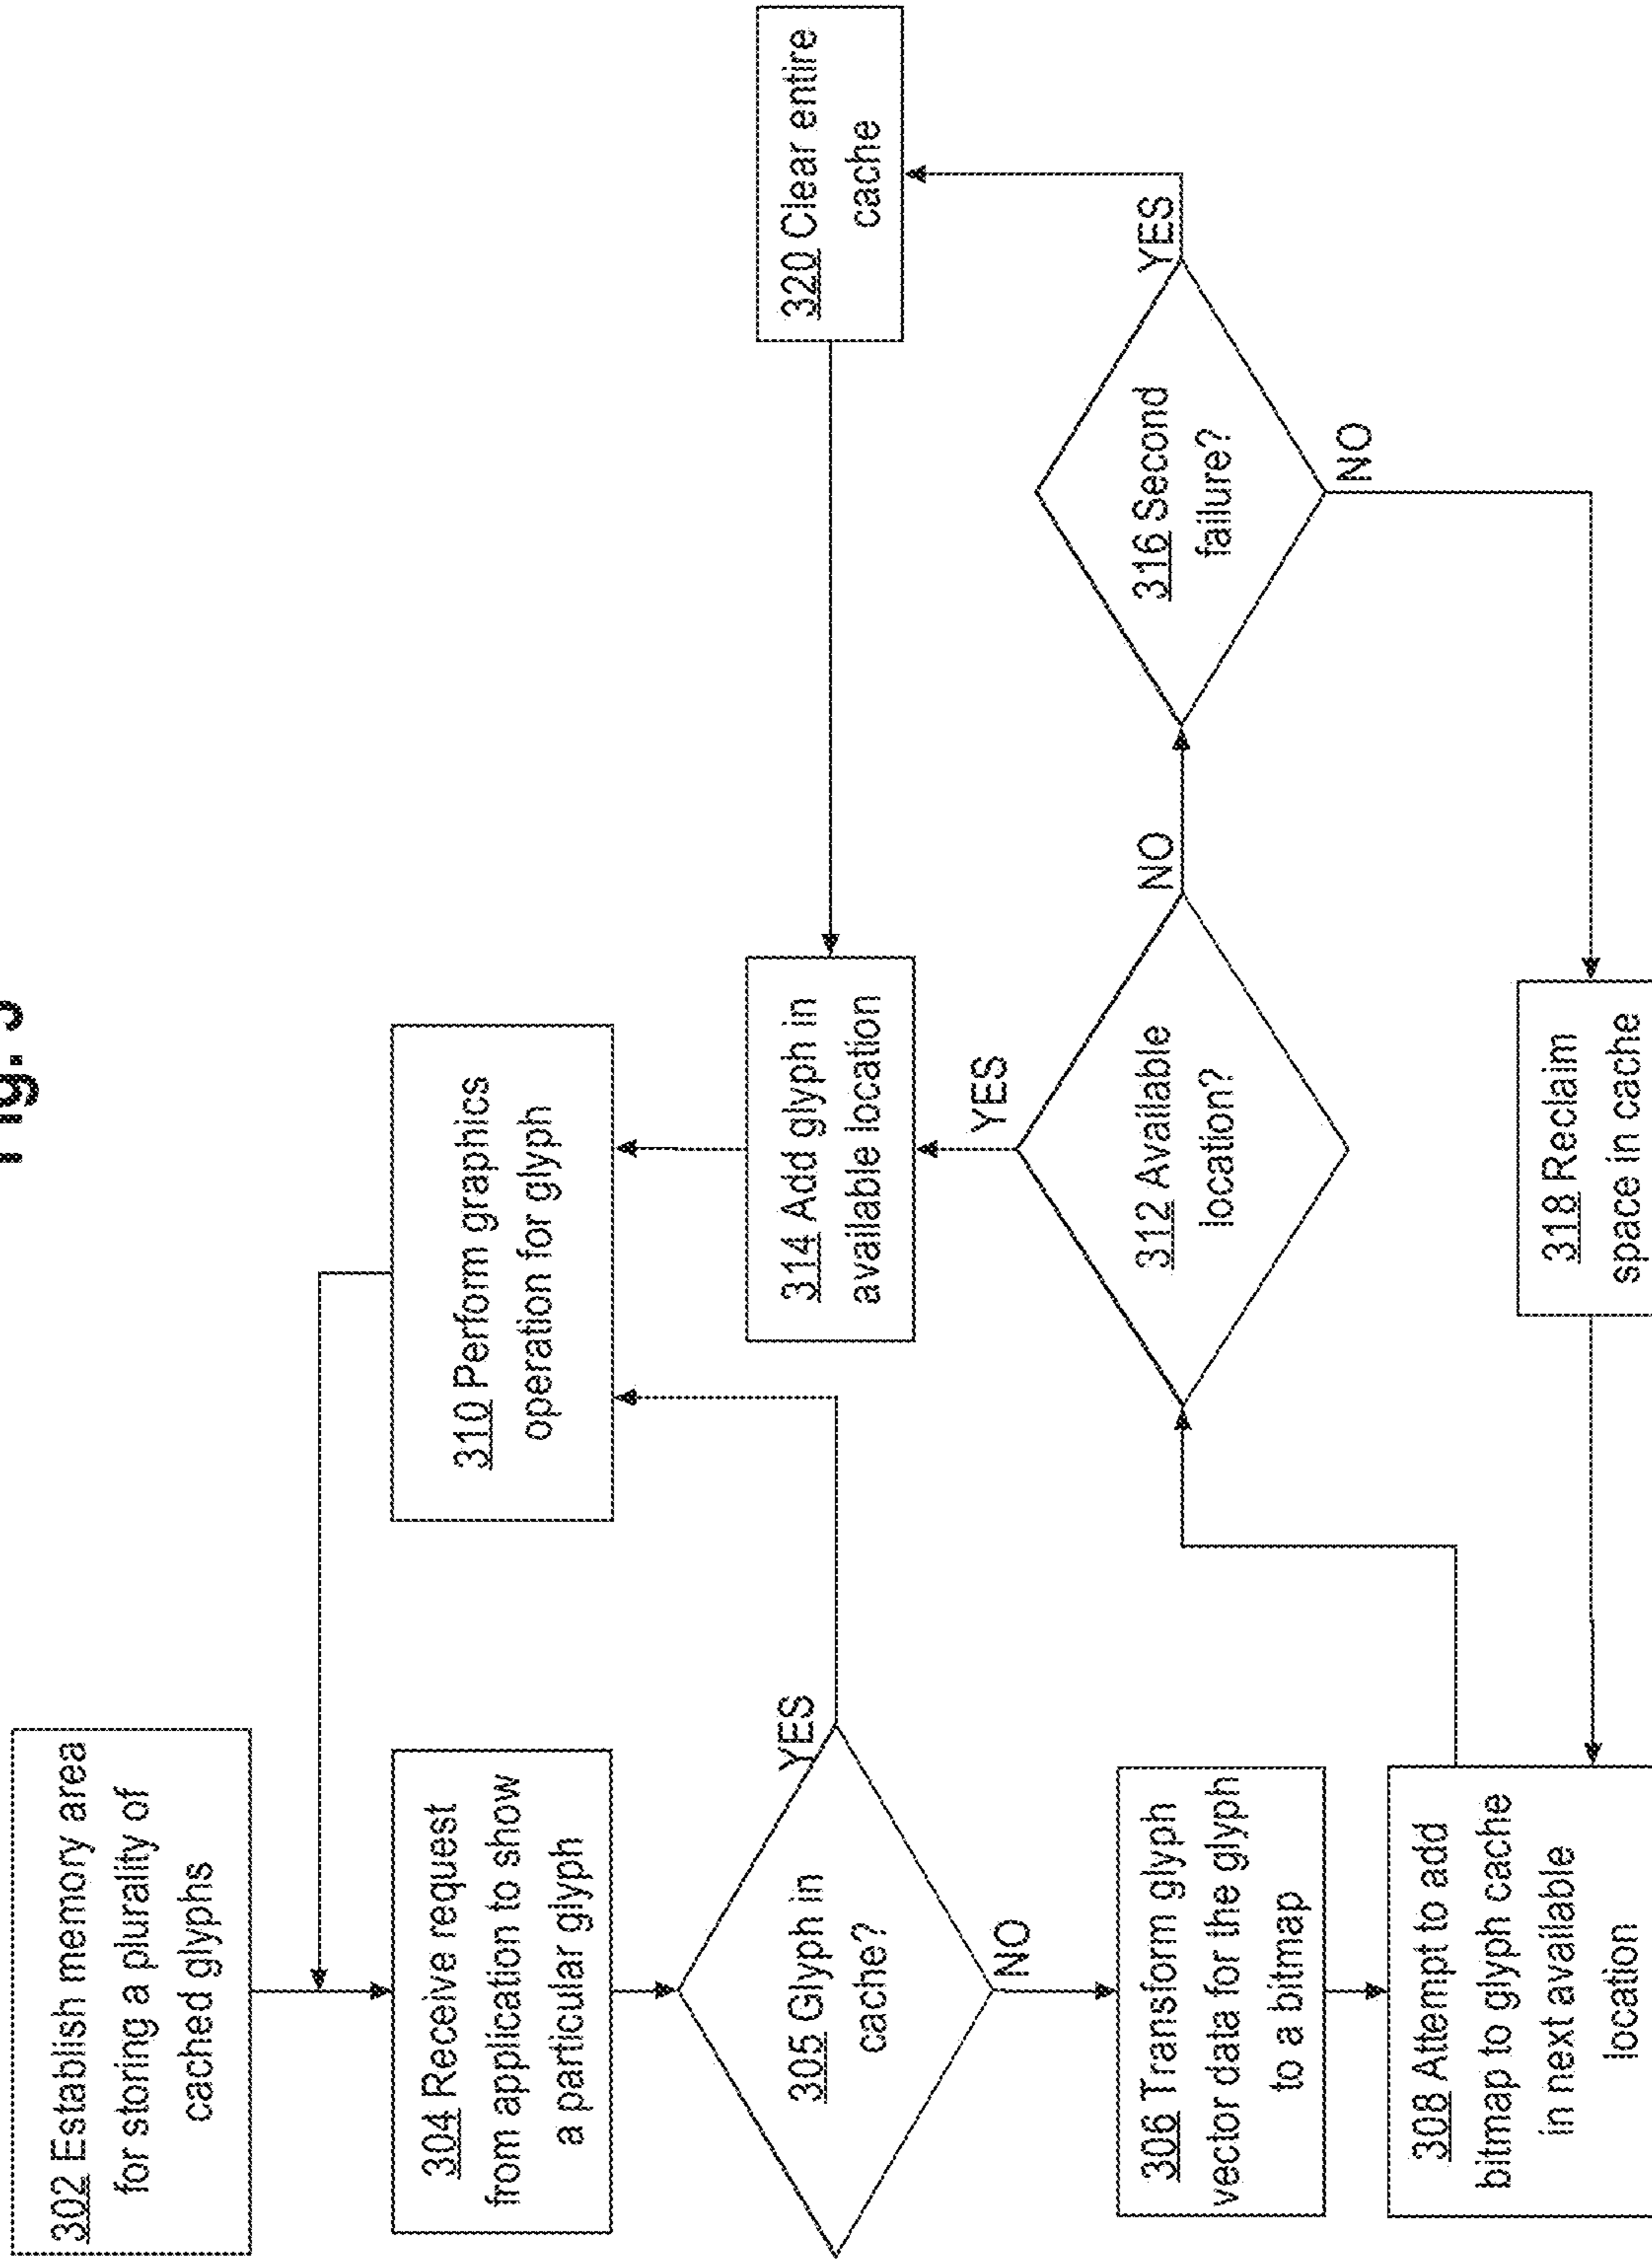 Fig. 3
302 Establish memory area
for storing a plurality of
cached glyphs
304 Receive request
from application to show
a particular glyph
305 Glyph in
cache?
YES
NO
306 Transform glyph
vector data for the glyph
to a bitmap
308 Attempt to add
bitmap to glyph cache
in next available
location
310 Perform graphics
operation for glyph
314 Add glyph in
available location
YES
312 Available
location?
NO
318 Reclaim
space in cache
320 Clear entire
cache
YES
316 Second
failure?
NO